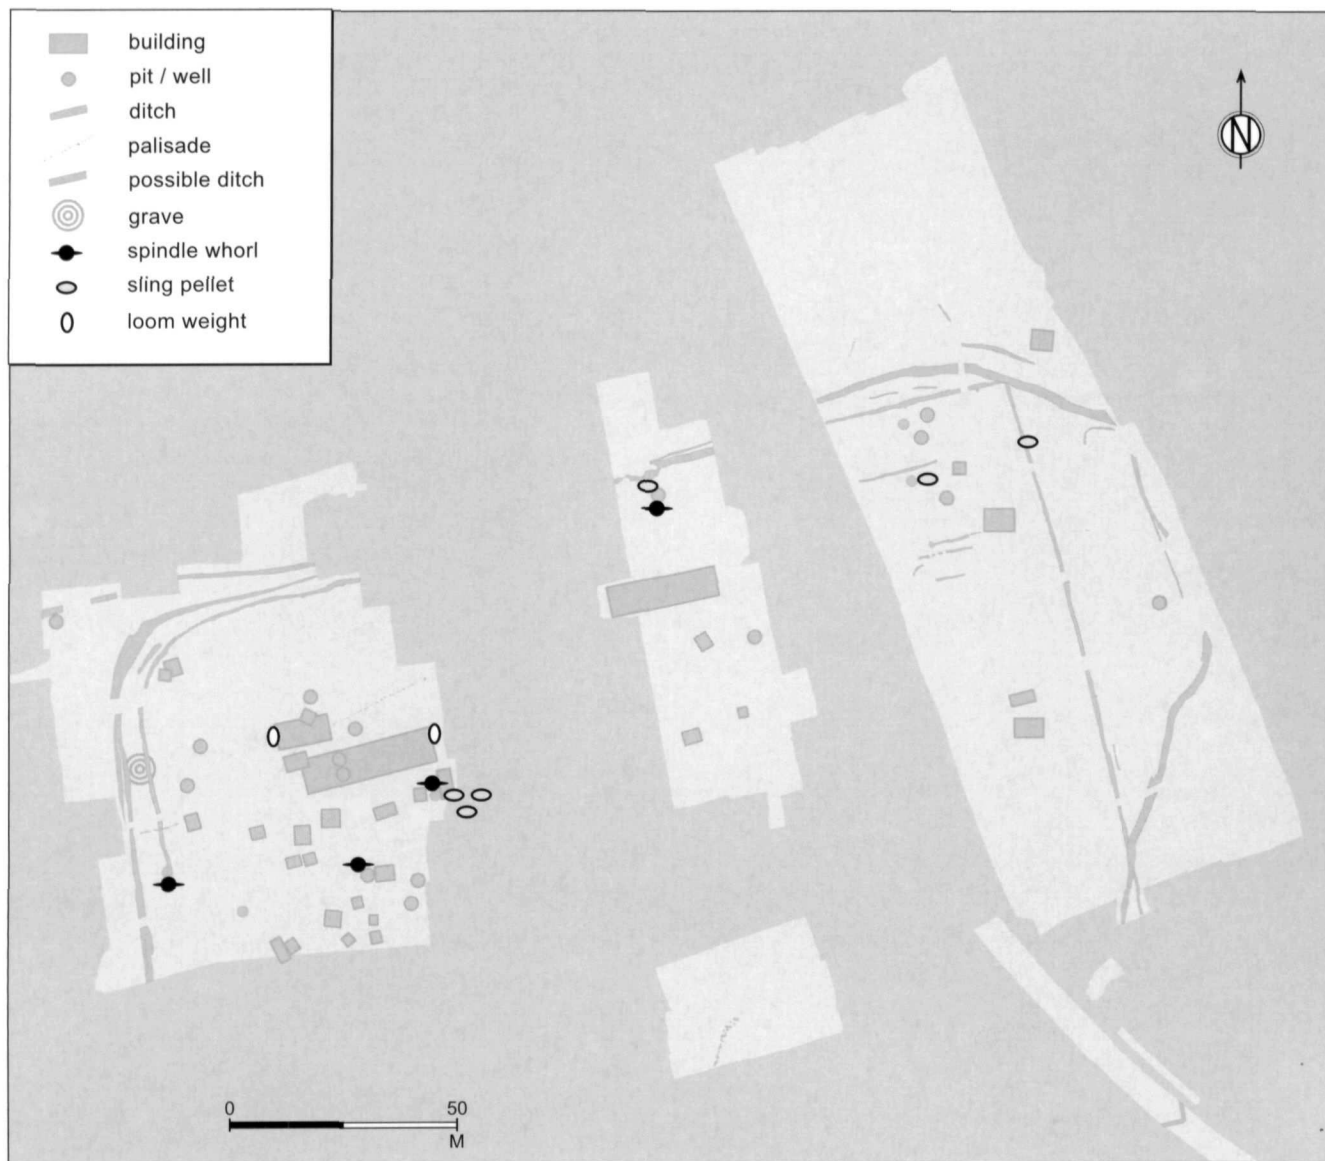 building
pit / well
ditch
palisade
possible ditch
grave
spindle whorl
sling pellet
loom weight
N
0 50
M